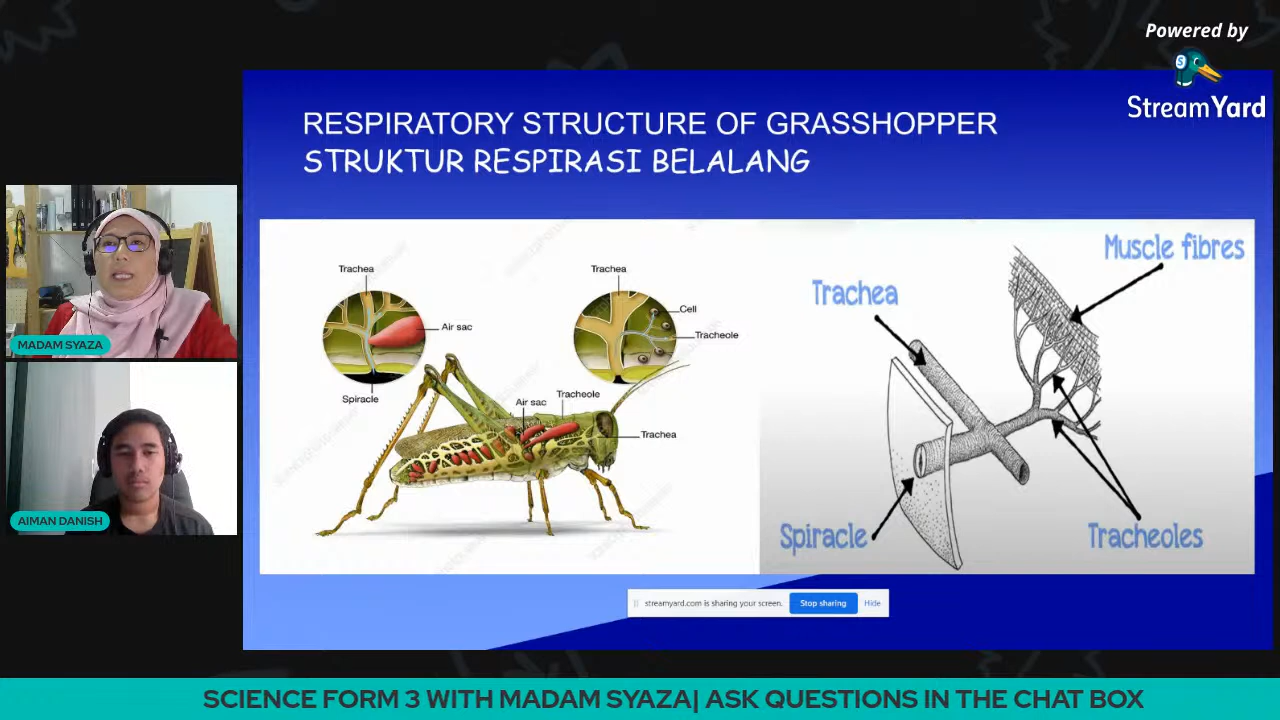 Powered by
StreamYard
RESPIRATORY STRUCTURE OF GRASSHOPPER
STRUKTUR RESPIRASI BELALANG
Trachea
Air sac
Spiracle
Trachea
Cell
Tracheole
Air sac
Tracheole
Trachea
Trachea
Muscle fibres
Spiracle
Tracheoles
MADAM SYAZA
AIMAN DANISH
streamyard.com is sharing your screen.
Stop sharing
Hide
SCIENCE FORM 3 WITH MADAM SYAZA| ASK QUESTIONS IN THE CHAT BOX